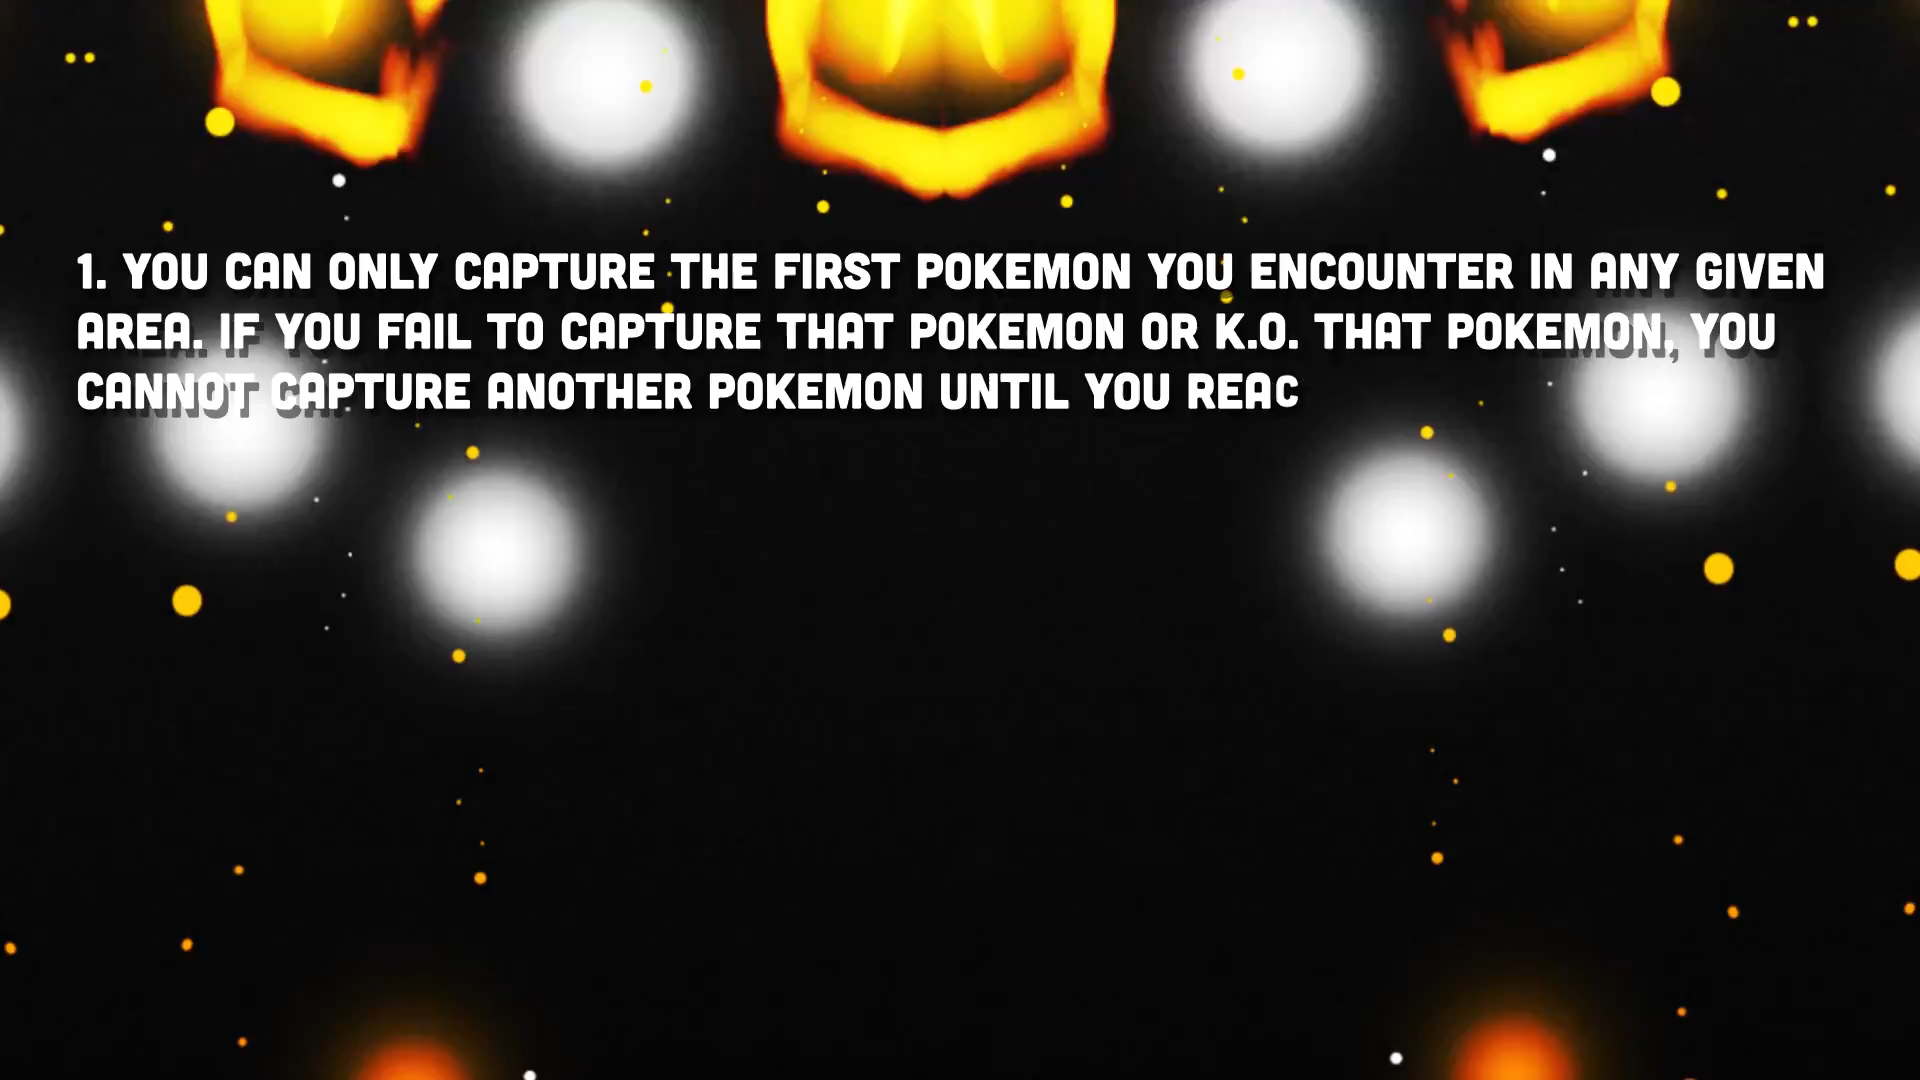 1. YOU CAN ONLY CAPTURE THE FIRST POKEMON YOU ENCOUNTER IN ANY GIVEN
AREA. IF YOU FAIL TO CAPTURE THAT POKEMON OR K.O. THAT POKEMON, YOU
CANNOT CAPTURE ANOTHER POKEMON UNTIL YOU REAC